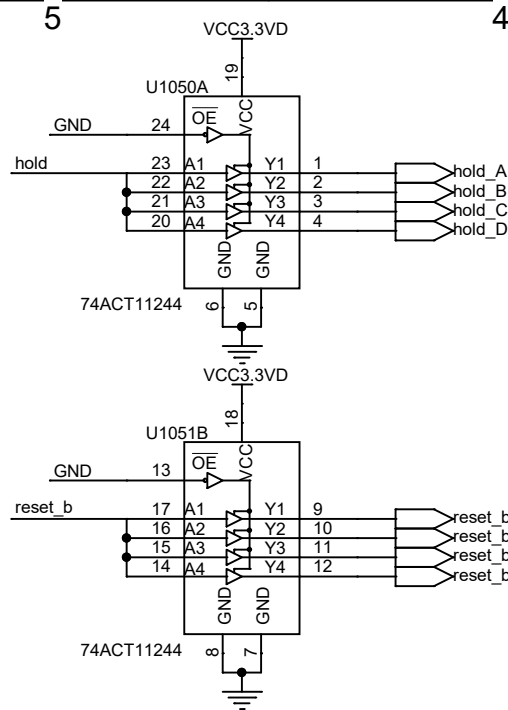 5 4
VCC3.3VD
19
U1050A
VCC
GND 24 OE
hold 23 A1 Y1 1 hold_A
22 A2 Y2 2 hold_B
21 A3 Y3 3 hold_C
20 A4 Y4 4 hold_D
GND GND
74ACT11244 6 5
VCC3.3VD
18
U1051B
VCC
GND 13 OE
reset_b 17 A1 Y1 9 reset_b
16 A2 Y2 10 reset_b
15 A3 Y3 11 reset_b
14 A4 Y4 12 reset_b
GND GND
74ACT11244 8 7